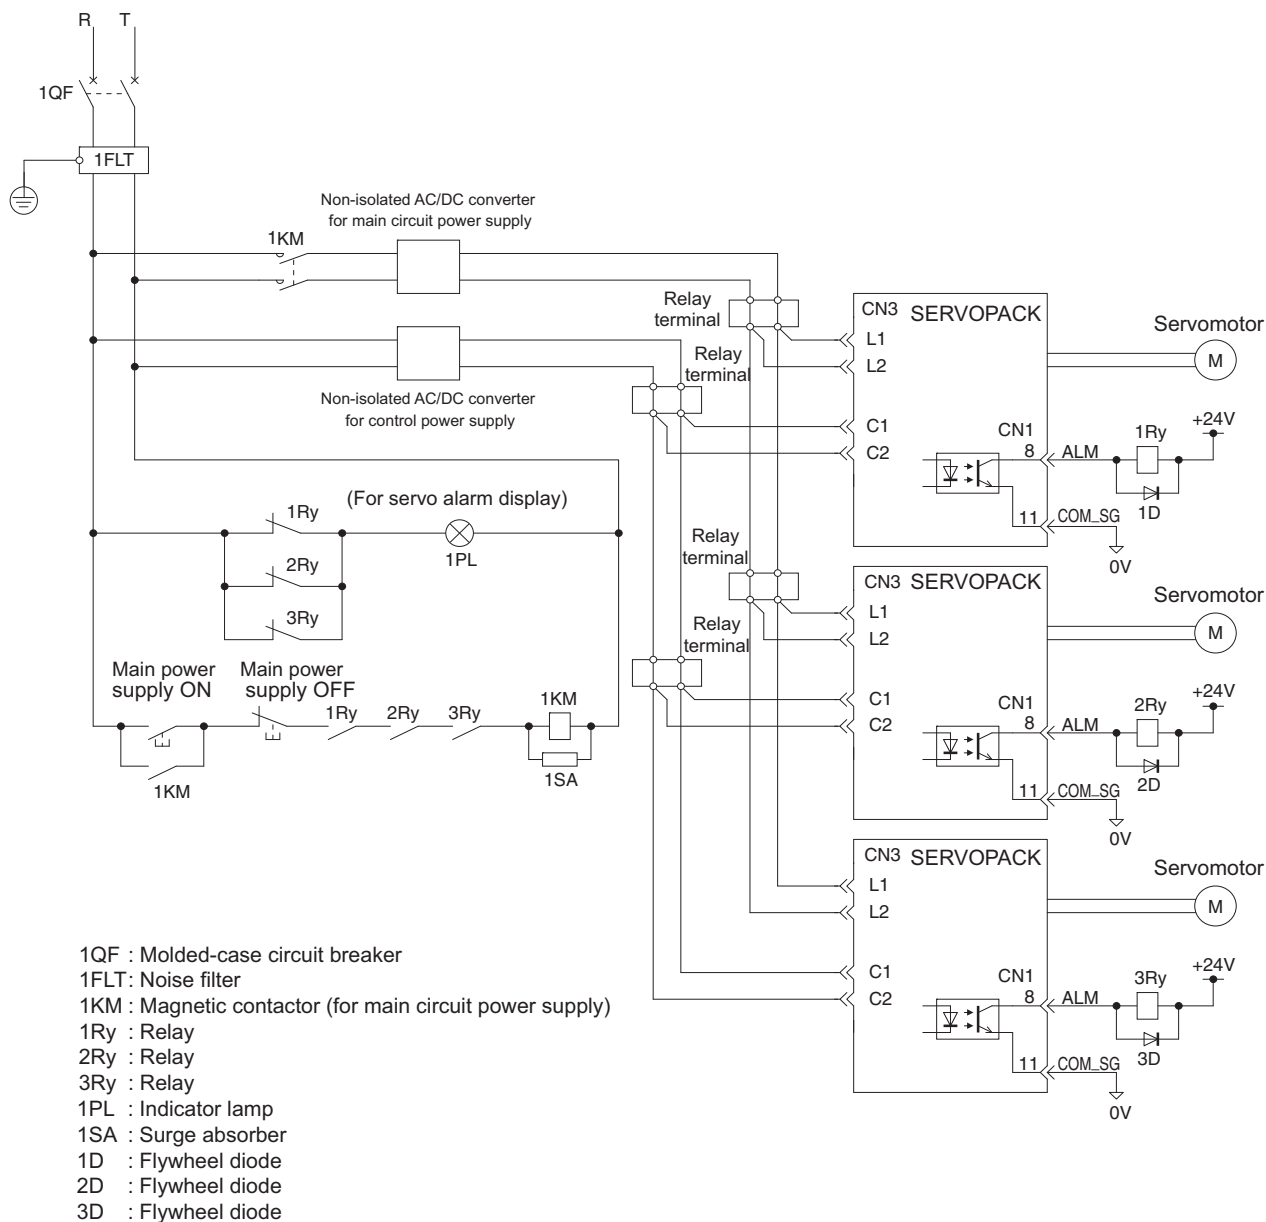 R T
1QF
1FLT
Non-isolated AC/DC converter
for main circuit power supply
1KM
Non-isolated AC/DC converter
for control power supply
(For servo alarm display)
1Ry
1PL
2Ry
3Ry
Main power
supply ON
Main power
supply OFF
1Ry 2Ry 3Ry
1KM
1KM
1SA
Relay
terminal
Relay
terminal
CN3 SERVOPACK
L1
L2
C1
C2
CN1
8
ALM
11
COM_SG
0V
1Ry
+24V
1D
Servomotor
M
Relay
terminal
Relay
terminal
CN3 SERVOPACK
L1
L2
C1
C2
CN1
8
ALM
11
COM_SG
0V
2Ry
+24V
2D
Servomotor
M
CN3 SERVOPACK
L1
L2
C1
C2
CN1
8
ALM
11
COM_SG
0V
3Ry
+24V
3D
Servomotor
M
1QF : Molded-case circuit breaker
1FLT : Noise filter
1KM : Magnetic contactor (for main circuit power supply)
1Ry : Relay
2Ry : Relay
3Ry : Relay
1PL : Indicator lamp
1SA : Surge absorber
1D : Flywheel diode
2D : Flywheel diode
3D : Flywheel diode